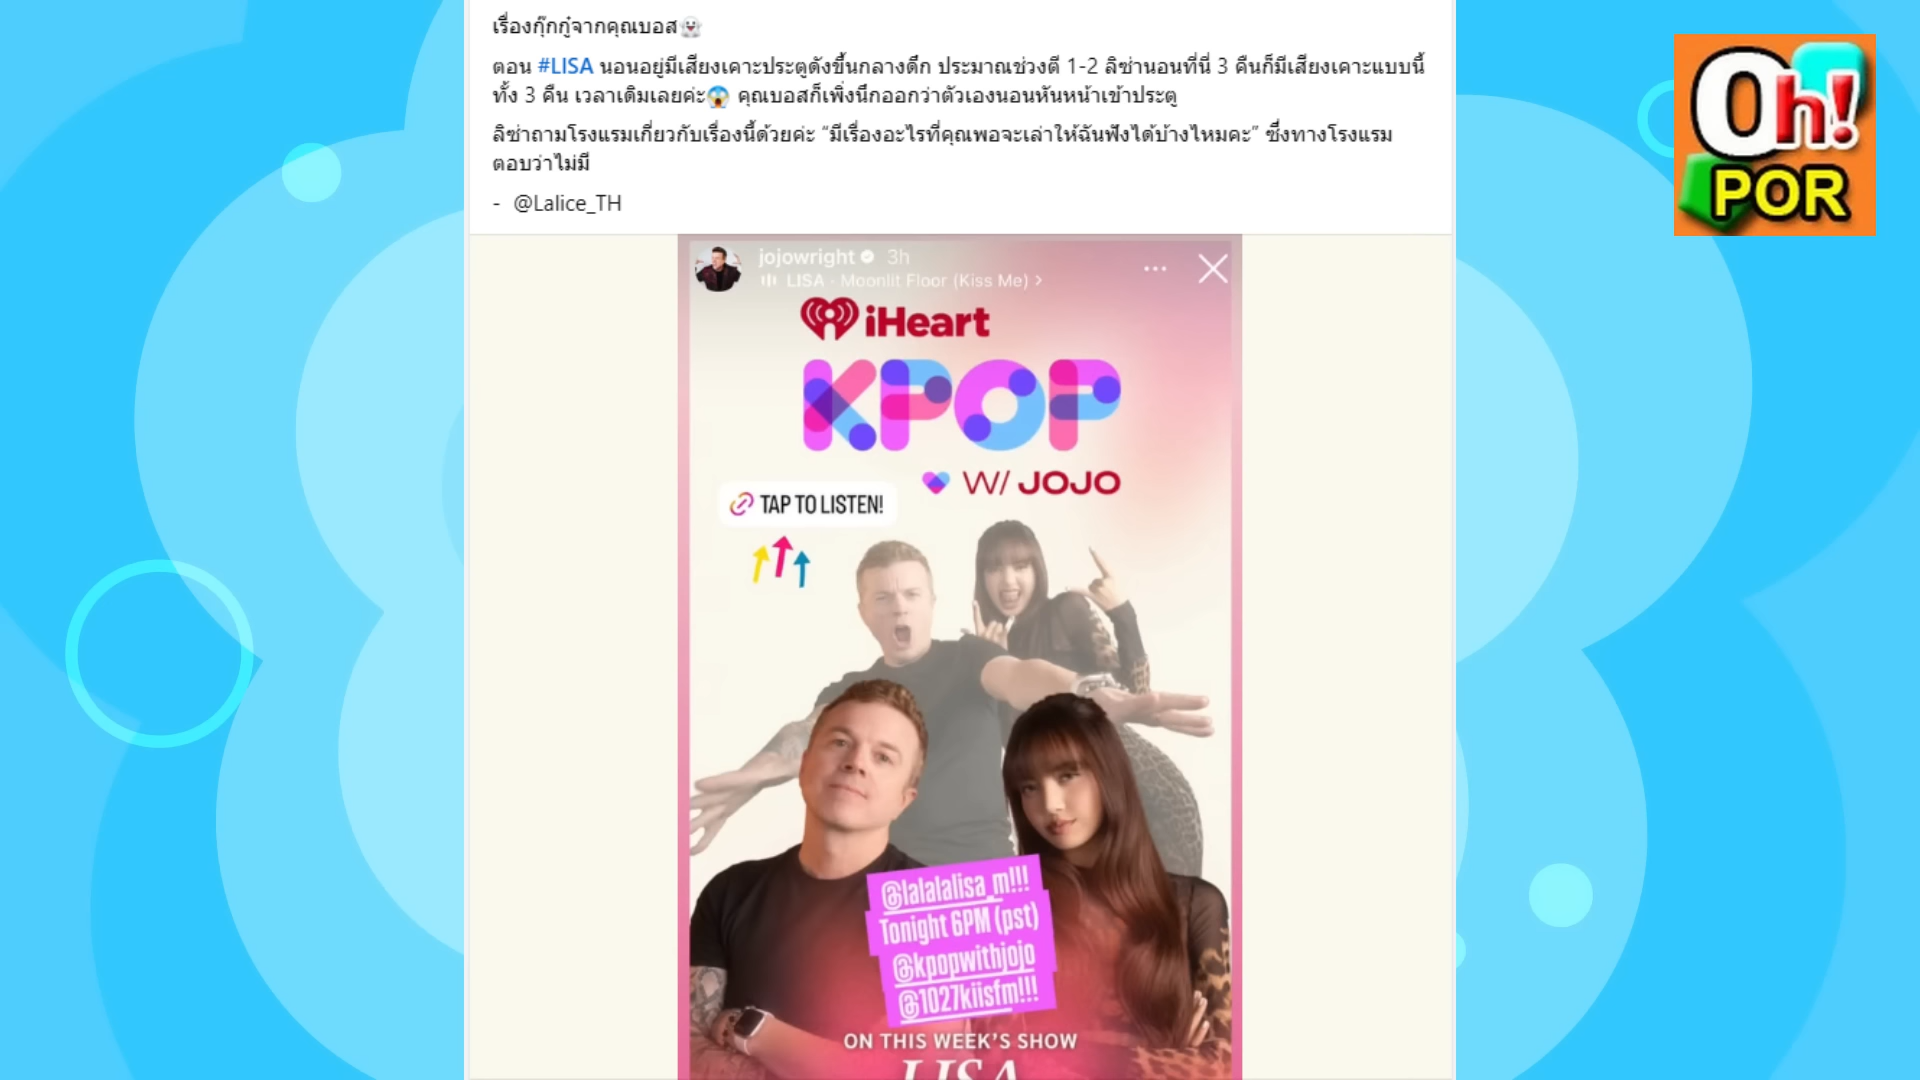 เรื่องกุ๊กกู๋จากคุณบอส👻
ตอน #LISA นอนอยู่มีเสียงเคาะประตูดังขึ้นกลางดึก ประมาณช่วงตี 1-2 ลิซ่านอนที่นี่ 3 คืนก็มีเสียงเคาะแบบนี้
ทั้ง 3 คืน เวลาเดิมเลยค่ะ😱 คุณบอสก็เพิ่งนึกออกว่าตัวเองนอนหันหน้าเข้าประตู
ลิซ่าถามโรงแรมเกี่ยวกับเรื่องนี้ด้วยค่ะ “มีเรื่องอะไรที่คุณพอจะเล่าให้ฉันฟังได้บ้างไหมคะ” ซึ่งทางโรงแรม
ตอบว่าไม่มี
- @Lalice_TH
Oh!
POR
jojowright 3h
LISA · Moonlit Floor (Kiss Me) >
iHeart
KPOP
W/ JOJO
TAP TO LISTEN!
@lalalalisa_m!!!
Tonight 6PM (pst)
@kpopwithjojo
@1027kiisfm!!!
ON THIS WEEK'S SHOW
LISA